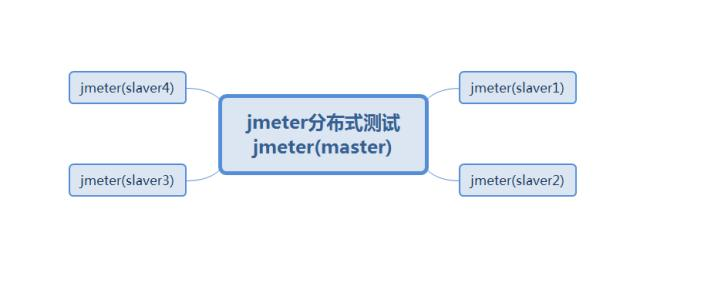 jmeter(slaver4)
jmeter(slaver1)
jmeter分布式测试
jmeter(master)
jmeter(slaver3)
jmeter(slaver2)